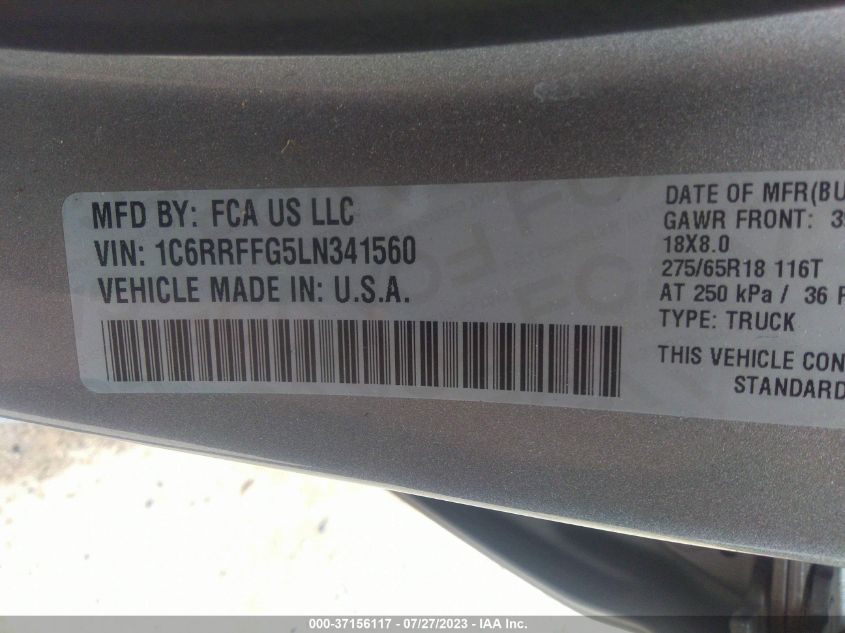 MFD BY: FCA US LLC
VIN: 1C6RRFFG5LN341560
VEHICLE MADE IN: U.S.A.
DATE OF MFR(BU
GAWR FRONT: 3
18X8.0
275/65R18 116T
AT 250 kPa / 36 P
TYPE: TRUCK
THIS VEHICLE CON
STANDARD
000-37156117 - 07/27/2023 - IAA Inc.